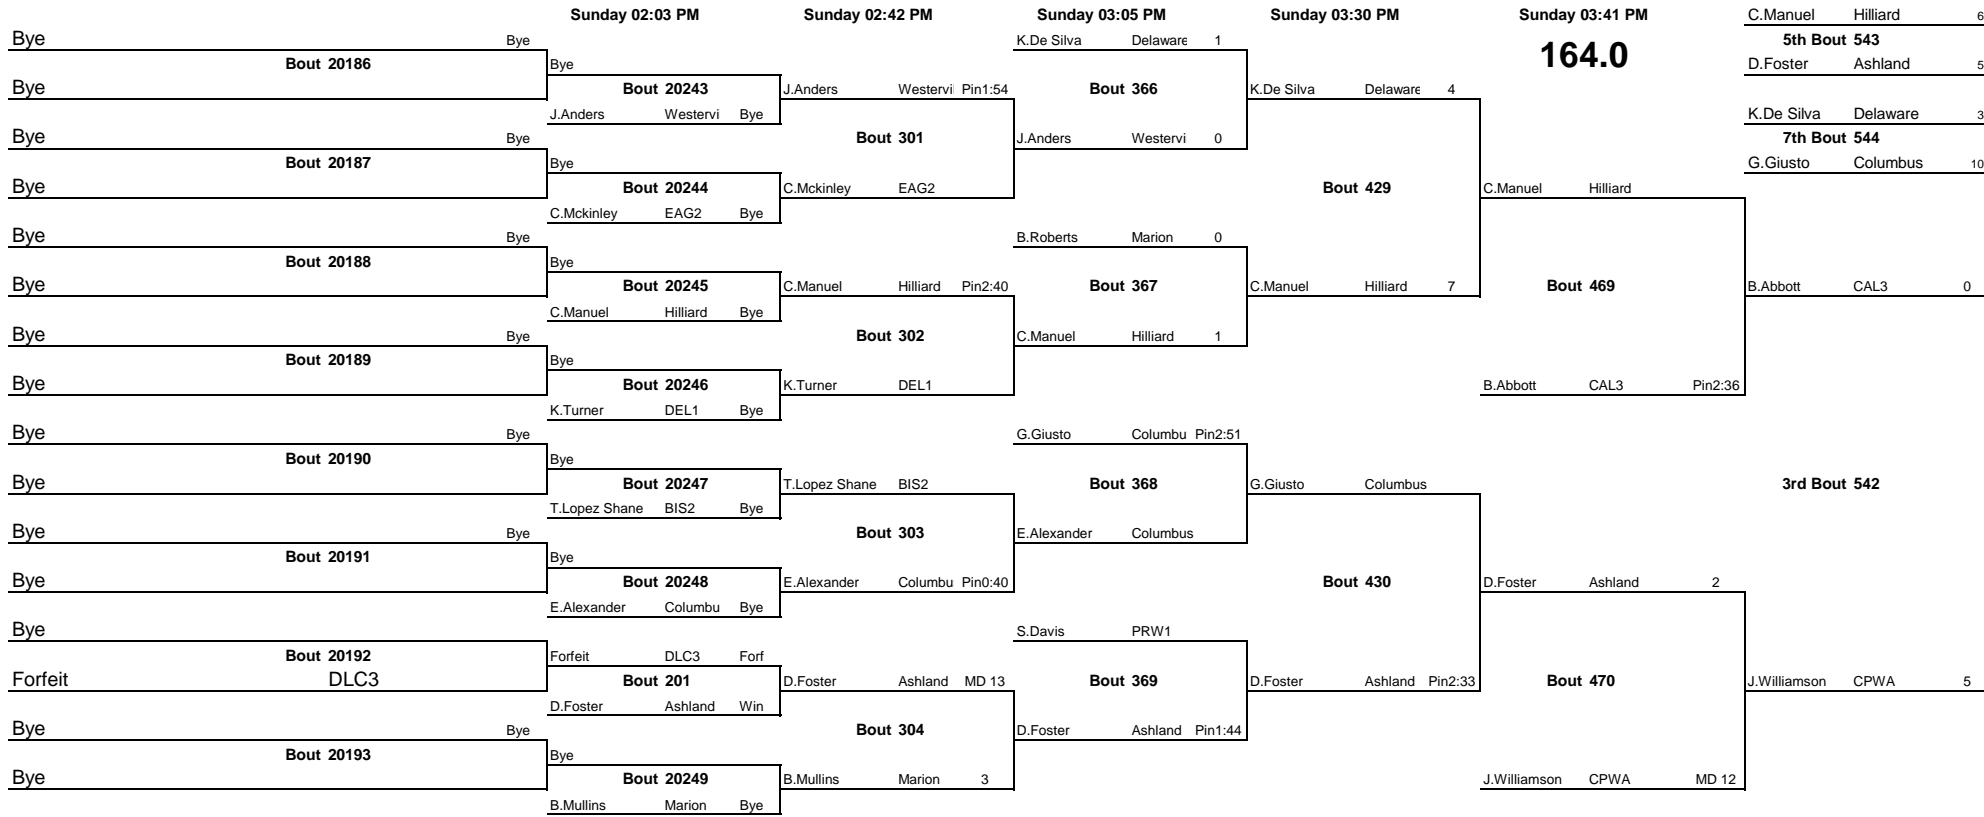 Sunday 02:03 PM Sunday 02:42 PM Sunday 03:05 PM Sunday 03:30 PM Sunday 03:41 PM C.Manuel Hilliard 6
Bye Bye K.De Silva Delaware 1 164.0 5th Bout 543
Bout 20186 Bye D.Foster Ashland 5
Bye Bout 20243 J.Anders Westervi Pin1:54 Bout 366 K.De Silva Delaware 4
J.Anders Westervi Bye K.De Silva Delaware 3
Bye Bye Bout 301 J.Anders Westervi 0 7th Bout 544
Bout 20187 Bye G.Giusto Columbus 10
Bye Bout 20244 C.Mckinley EAG2 Bout 429 C.Manuel Hilliard
C.Mckinley EAG2 Bye
Bye Bye B.Roberts Marion 0
Bout 20188 Bye
Bye Bout 20245 C.Manuel Hilliard Pin2:40 Bout 367 C.Manuel Hilliard 7 Bout 469 B.Abbott CAL3 0
C.Manuel Hilliard Bye
Bye Bye Bout 302 C.Manuel Hilliard 1
Bout 20189 Bye
Bye Bout 20246 K.Turner DEL1 B.Abbott CAL3 Pin2:36
K.Turner DEL1 Bye
Bye Bye G.Giusto Columbu Pin2:51
Bout 20190 Bye
Bye Bout 20247 T.Lopez Shane BIS2 Bout 368 G.Giusto Columbus 3rd Bout 542
T.Lopez Shane BIS2 Bye
Bye Bye Bout 303 E.Alexander Columbus
Bout 20191 Bye
Bye Bout 20248 E.Alexander Columbu Pin0:40 Bout 430 D.Foster Ashland 2
E.Alexander Columbu Bye
Bye S.Davis PRW1
Bout 20192 Forfeit DLC3 Forf
Forfeit DLC3 Bout 201 D.Foster Ashland MD 13 Bout 369 D.Foster Ashland Pin2:33 Bout 470 J.Williamson CPWA 5
D.Foster Ashland Win
Bye Bye Bout 304 D.Foster Ashland Pin1:44
Bout 20193 Bye
Bye Bout 20249 B.Mullins Marion 3 J.Williamson CPWA MD 12
B.Mullins Marion Bye